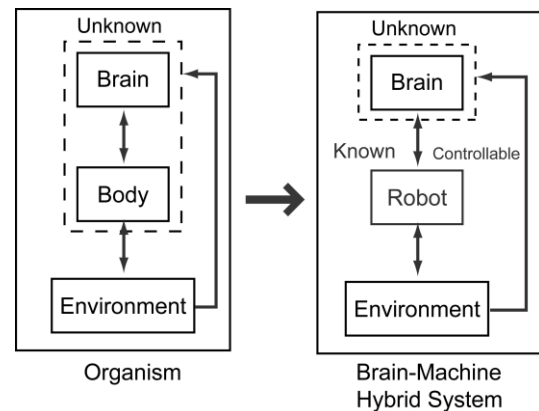 Unknown
Brain
Body
Environment
Organism
Unknown
Brain
Known
Controllable
Robot
Environment
Brain-Machine
Hybrid System